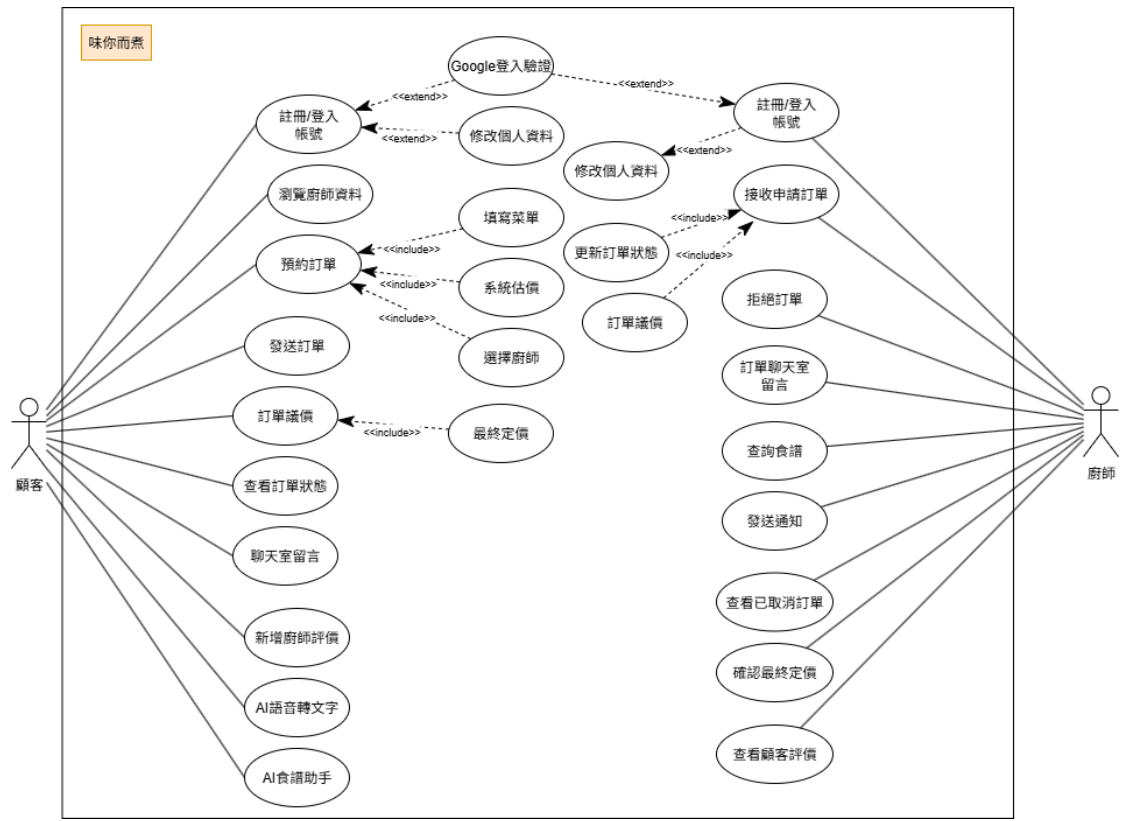 味你而煮
Google登入驗證
<<extend>>
<<extend>>
註冊/登入
帳號
註冊/登入
帳號
<<extend>>
修改個人資料
<<extend>>
修改個人資料
瀏覽廚師資料
接收申請訂單
填寫菜單
<<include>>
<<include>>
預約訂單
更新訂單狀態
<<include>>
<<include>>
系統估價
拒絕訂單
<<include>>
訂單議價
發送訂單
選擇廚師
訂單聊天室
留言
訂單議價
<<include>>
最終定價
查詢食譜
顧客
廚師
查看訂單狀態
發送通知
聊天室留言
查看已取消訂單
新增廚師評價
確認最終定價
AI語音轉文字
查看顧客評價
AI食譜助手